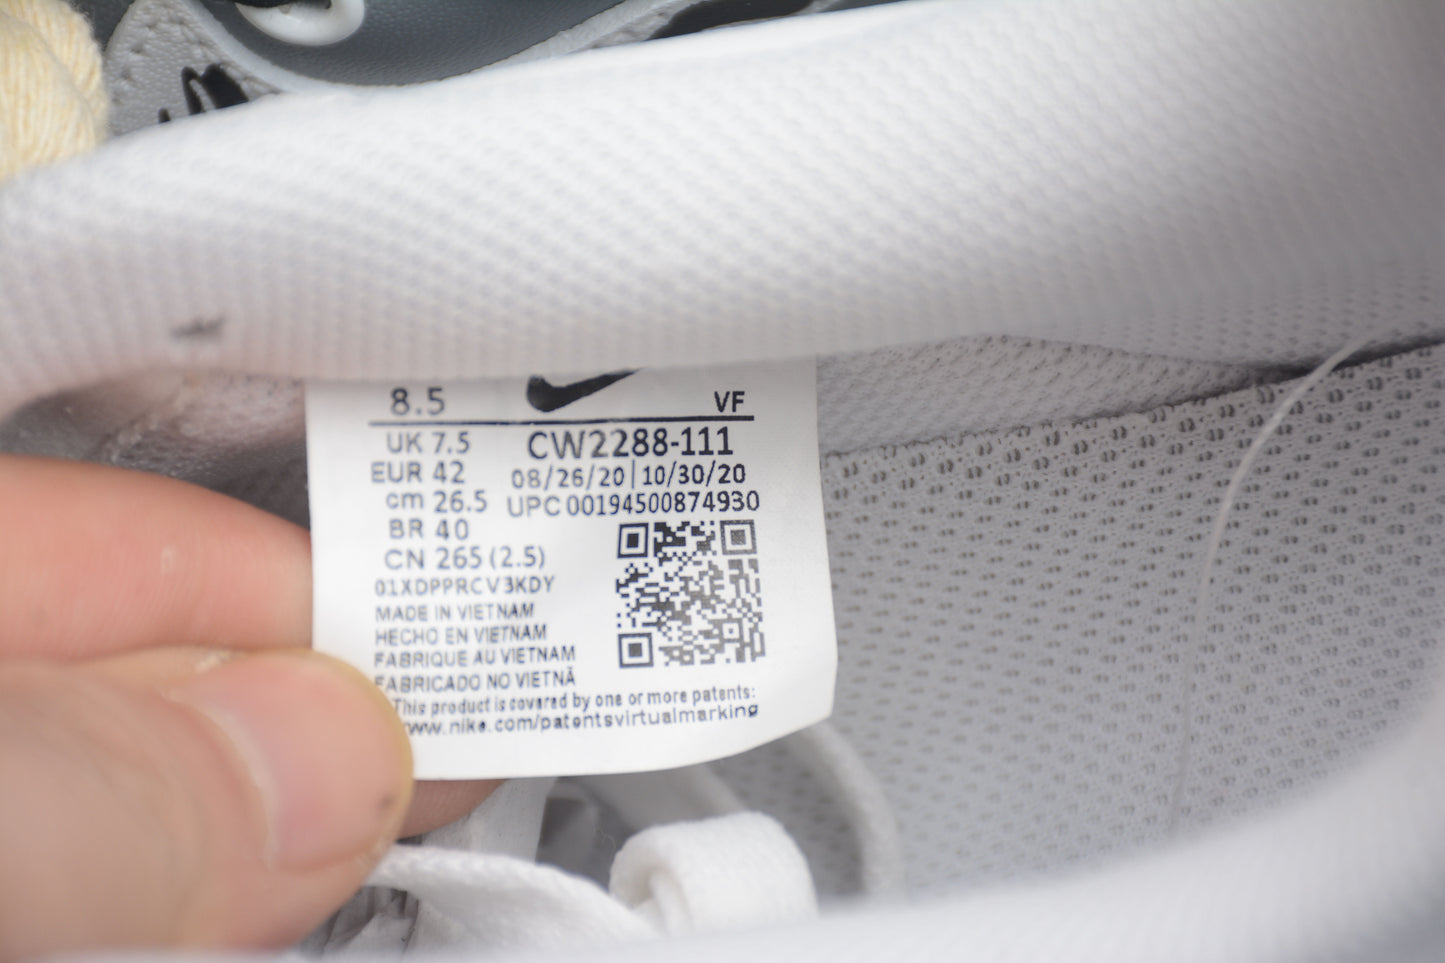 8.5 VF
UK 7.5 CW2288-111
EUR 42 08/26/20 | 10/30/20
cm 26.5 UPC 00194500874930
BR 40
CN 265 (2.5)
01XDPPRCV3KDY
MADE IN VIETNAM
HECHO EN VIETNAM
FABRIQUE AU VIETNAM
FABRICADO NO VIETNÃ
This product is covered by one or more patents:
www.nike.com/patentsvirtualmarking